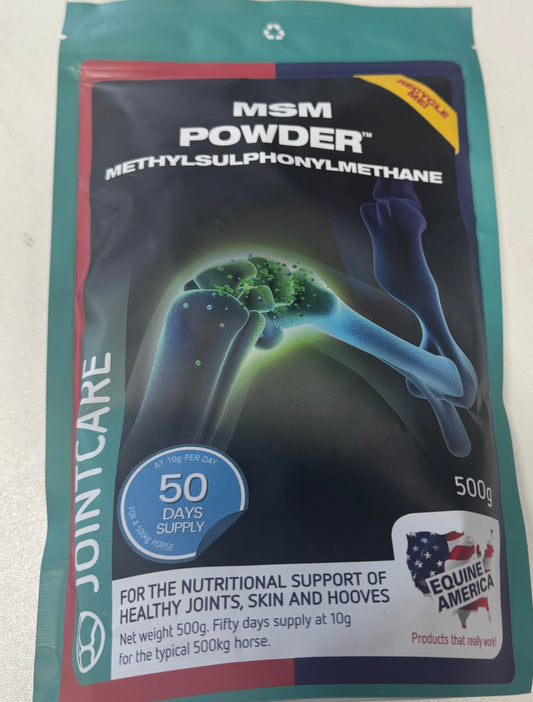 RECYCLE
ME!
MSM
POWDER™
METHYLSULPHONYLMETHANE
JOINTCARE
AT 10g PER DAY
50
DAYS
SUPPLY
FOR A 500kg HORSE
500g
FOR THE NUTRITIONAL SUPPORT OF
HEALTHY JOINTS, SKIN AND HOOVES
Net weight 500g. Fifty days supply at 10g
for the typical 500kg horse.
EQUINE
AMERICA
Products that really work!